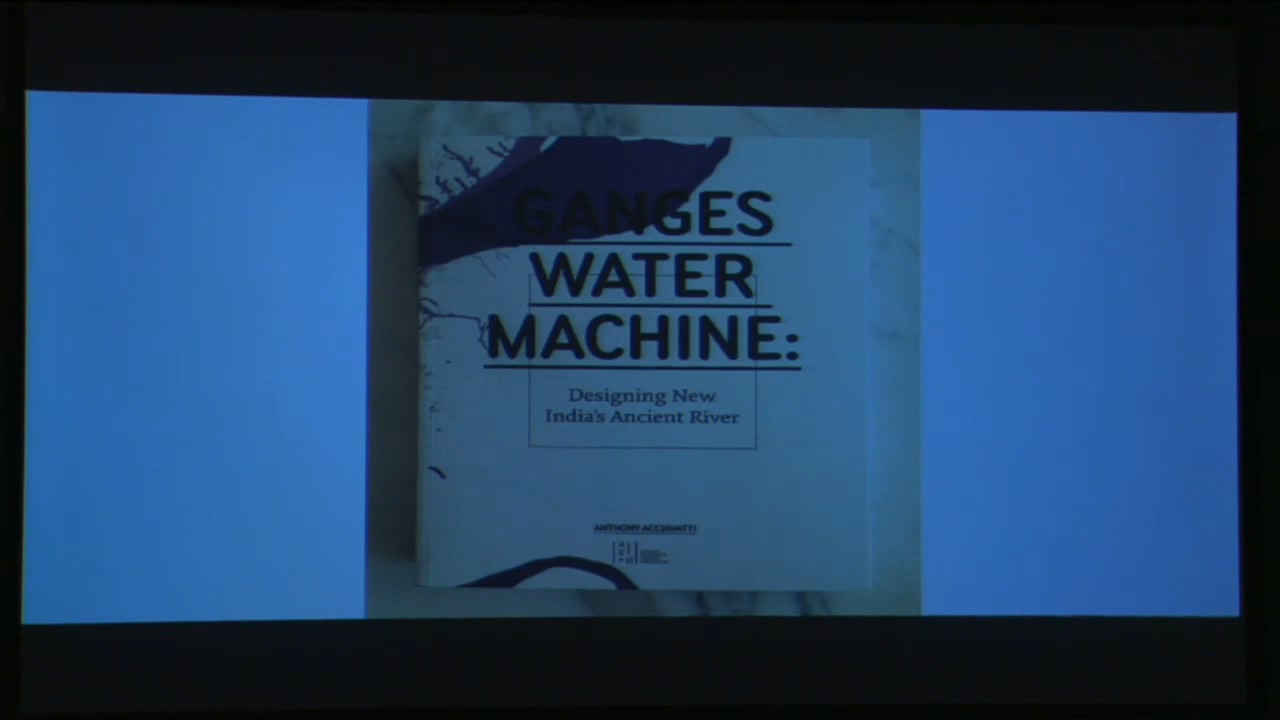 GANGES
WATER
MACHINE:
Designing New
India's Ancient River
ANTHONY ACCIAVATTI